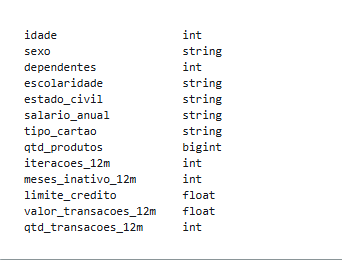 idade int
sexo string
dependentes int
escolaridade string
estado_civil string
salario_anual string
tipo_cartao string
qtd_produtos bigint
iteracoes_12m int
meses_inativo_12m int
limite_credito float
valor_transacoes_12m float
qtd_transacoes_12m int